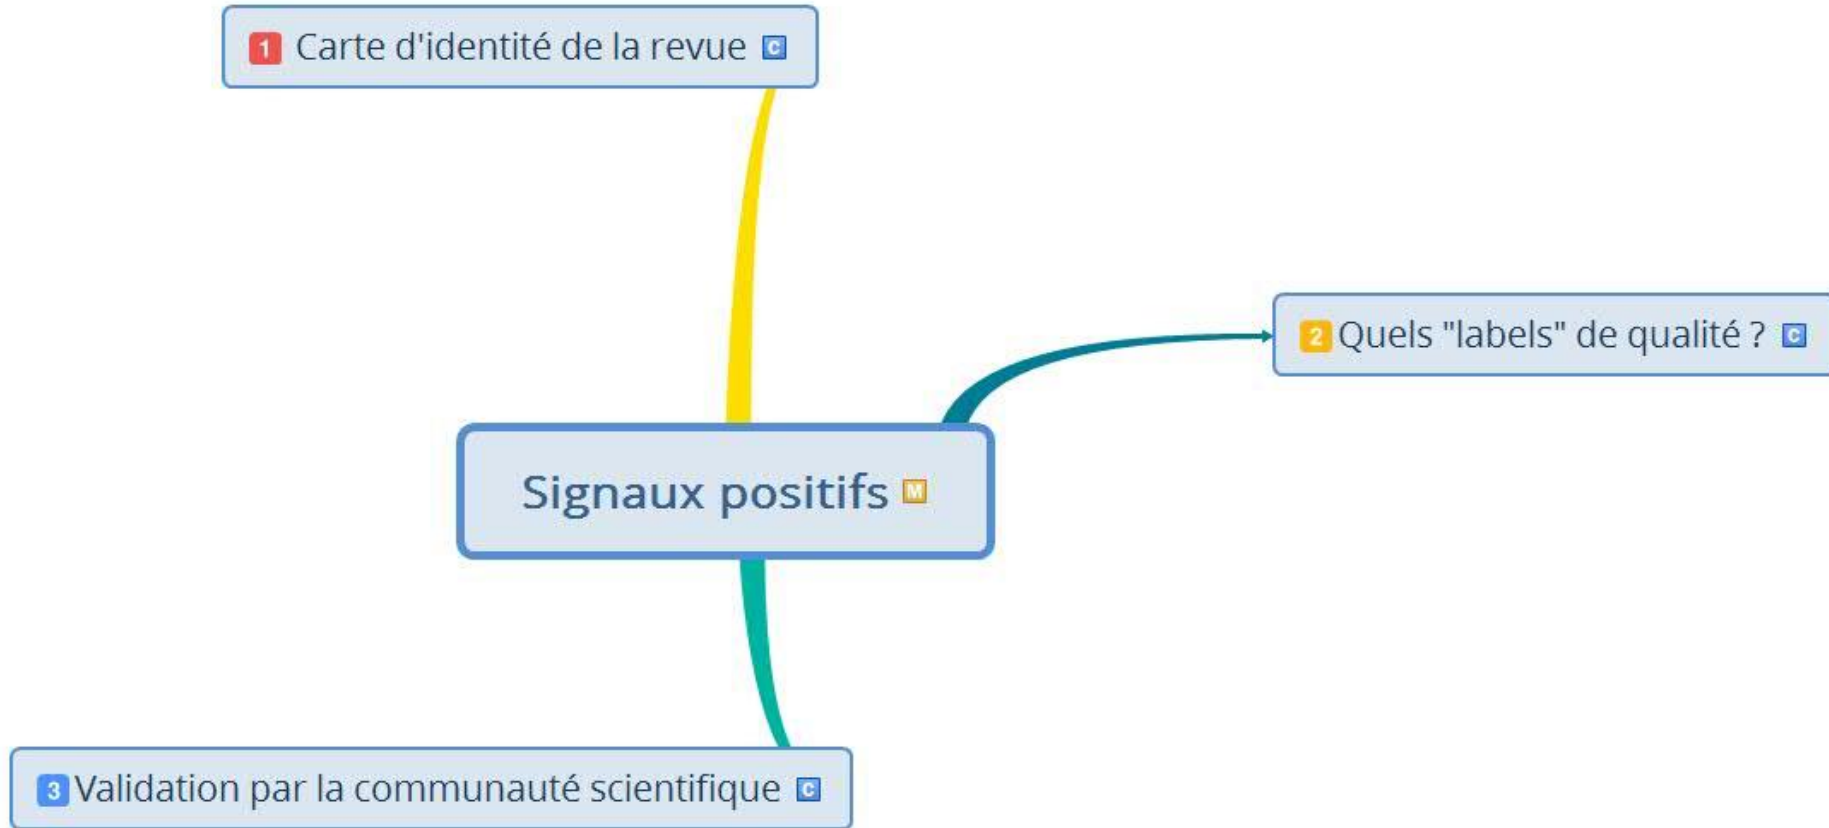 1 Carte d'identité de la revue C
2 Quels "labels" de qualité ? C
Signaux positifs M
3 Validation par la communauté scientifique C